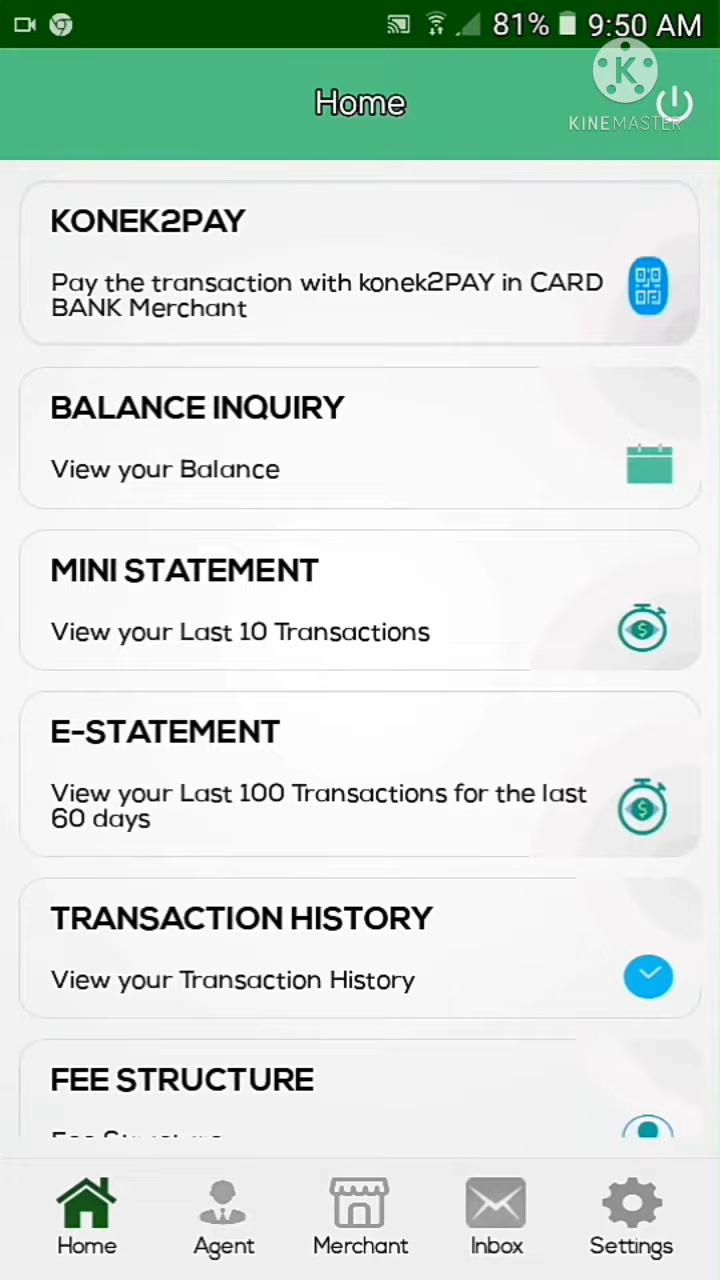 81% 9:50 AM
Home
K
KINEMASTER
KONEK2PAY
Pay the transaction with konek2PAY in CARD
BANK Merchant
BALANCE INQUIRY
View your Balance
MINI STATEMENT
View your Last 10 Transactions
E-STATEMENT
View your Last 100 Transactions for the last
60 days
TRANSACTION HISTORY
View your Transaction History
FEE STRUCTURE
Fee Structure
Home Agent Merchant Inbox Settings